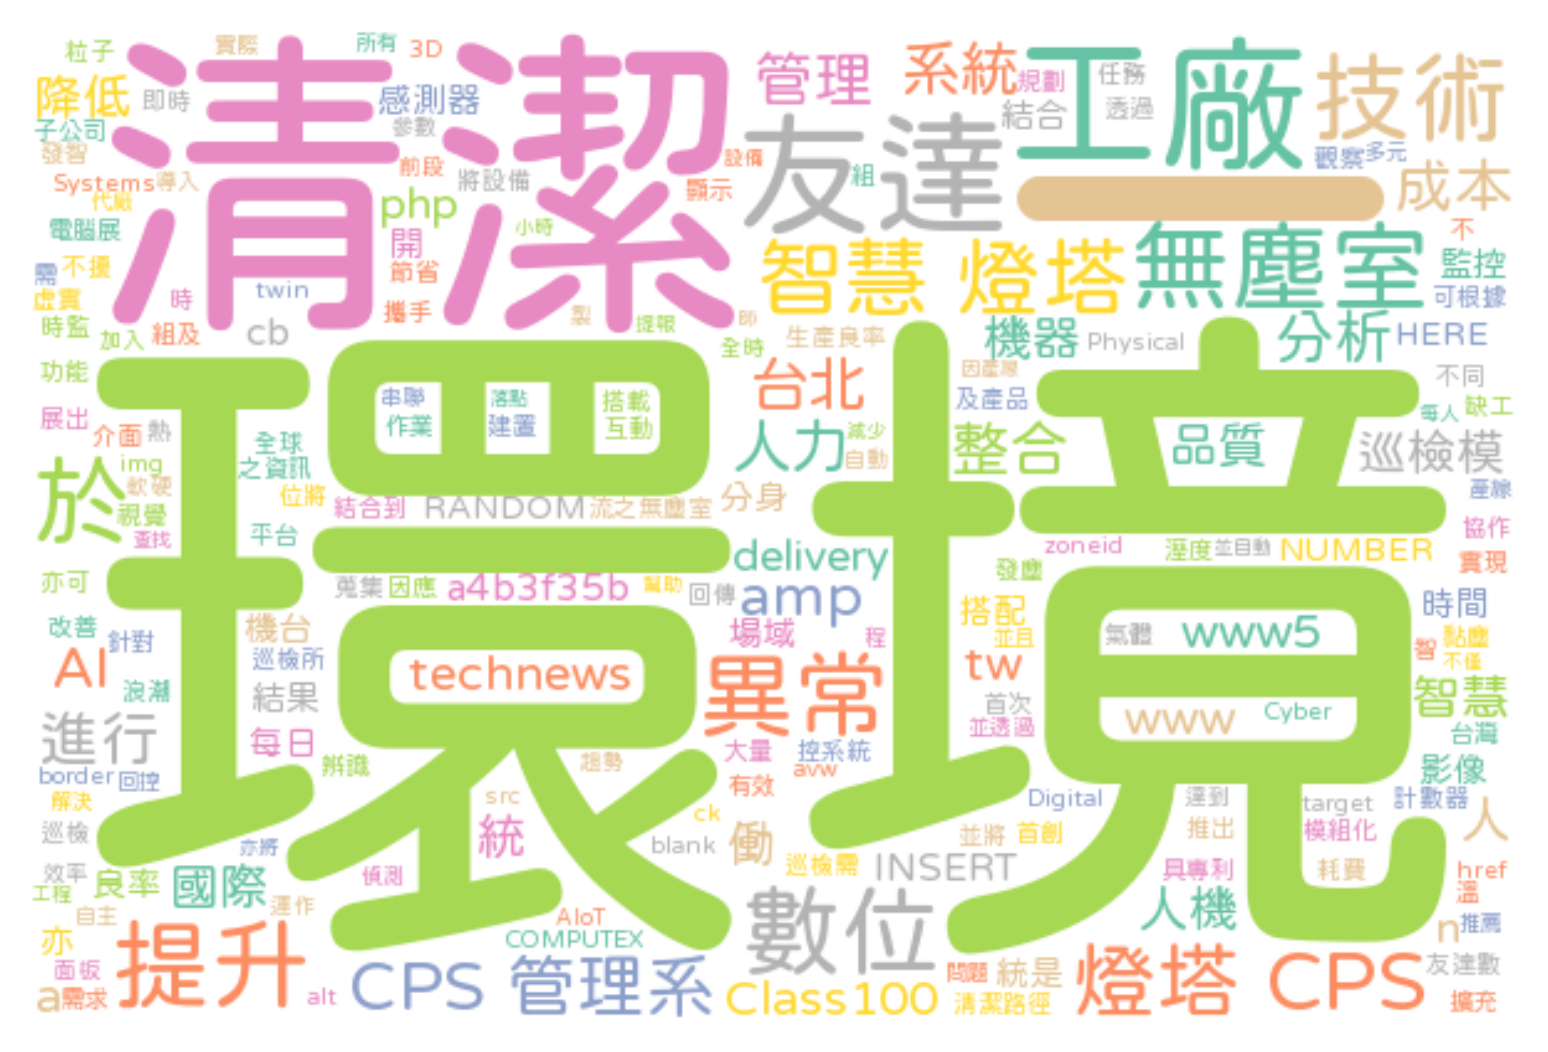 粒子
實際
所有
3D
管理
系統
規劃
任務
工廠
技術
降低
即時
清潔
感測器
參數
結合
透過
子公司
發智
前段
設備
友達
組
觀察
多元
Systems
導入
代廠
將設備
顯示
一
成本
電腦展
php
小時
開
智慧 燈塔
無塵室
不
監控
需
不擾
虛實
時
twin
節省
攜手
可根據
時監
加入
組及
cb
製
提報
節
生產良率
全時
機器
Physical
分析
HERE
功能
環境
串聯
作業
落點
建置
搭載
互動
台北
因產線
及產品
不同
展出
介面
熱
全球
之資訊
人力
減少
自動
整合
品質
每人
缺工
巡檢模
於
img
軟硬
視覺
查找
位將
結合到
RANDOM
流之無塵室
分身
產線
協作
平台
delivery
zoneid
溼度
並自動
NUMBER
實現
亦可
蒐集
因應
a4b3f35b
幫助
回傳
amp
發塵
搭配
並且
時間
改善
針對
機台
巡檢所
場域
程
氣體
www5
智
黏塵
不僅
AI
浪潮
結果
technews
異常
tw
首次
並透過
www
Cyber
智慧
台灣
進行
每日
辨識
趨勢
大量
控系統
avw
有效
影像
border
回控
解決
src
ck
Digital
達到
target
計數器
巡檢
亦將
統
blank
働
並將
首創
推出
模組化
人
效率
工程
良率
國際
偵測
巡檢需
INSERT
具專利
耗費
href
溫
自主
運作
AIoT
COMPUTEX
數位
人機
n
推薦
亦
面板
提升
alt
CPS
管理系
Class100
問題
統是
清潔路徑
燈塔
CPS
友達數
a
需求
擴充